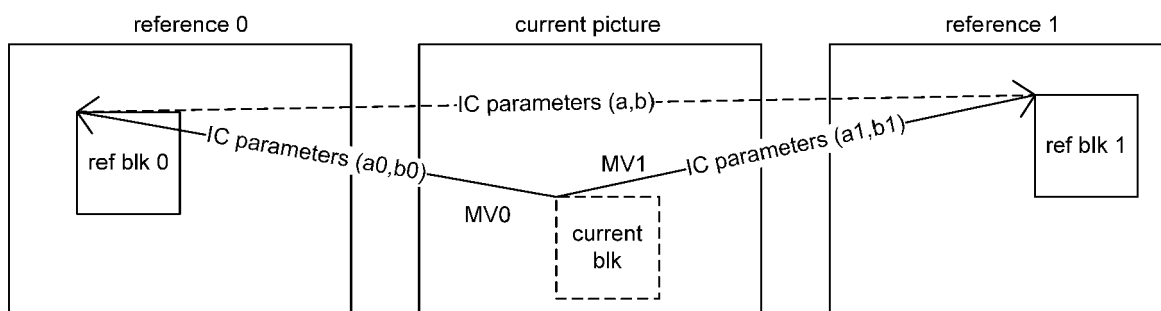 reference 0
current picture
reference 1
IC parameters (a,b)
IC parameters (a0,b0)
IC parameters (a1,b1)
ref blk 0
MV1
ref blk 1
MV0
current
blk